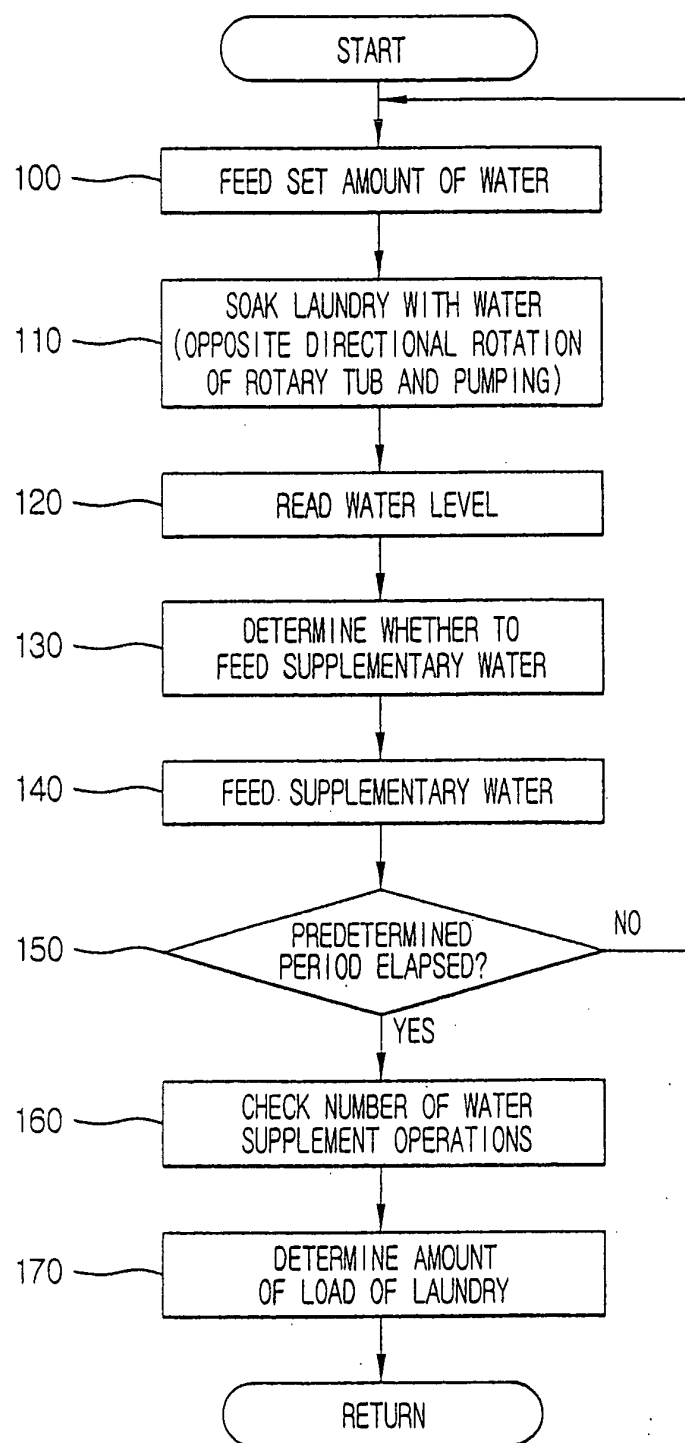 START
100
FEED SET AMOUNT OF WATER
110
SOAK LAUNDRY WITH WATER
(OPPOSITE DIRECTIONAL ROTATION
OF ROTARY TUB AND PUMPING)
120
READ WATER LEVEL
130
DETERMINE WHETHER TO
FEED SUPPLEMENTARY WATER
140
FEED SUPPLEMENTARY WATER
150
PREDETERMINED
PERIOD ELAPSED?
NO
YES
160
CHECK NUMBER OF WATER
SUPPLEMENT OPERATIONS
170
DETERMINE AMOUNT
OF LOAD OF LAUNDRY
RETURN